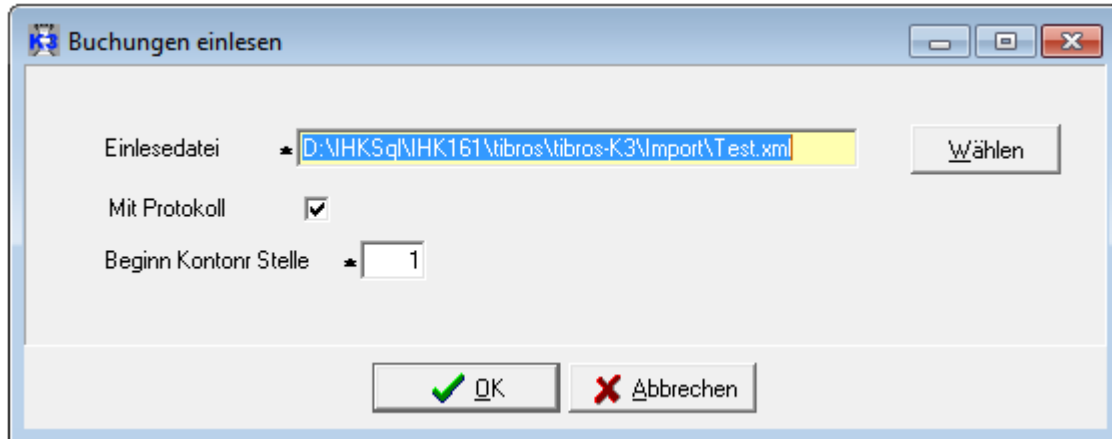 K3 Buchungen einlesen
Einlesedatei D:\IHKSql\IHK161\tibros\tibros-K3\Import\Test.xml Wählen
Mit Protokoll
Beginn Kontonr Stelle 1
OK Abbrechen